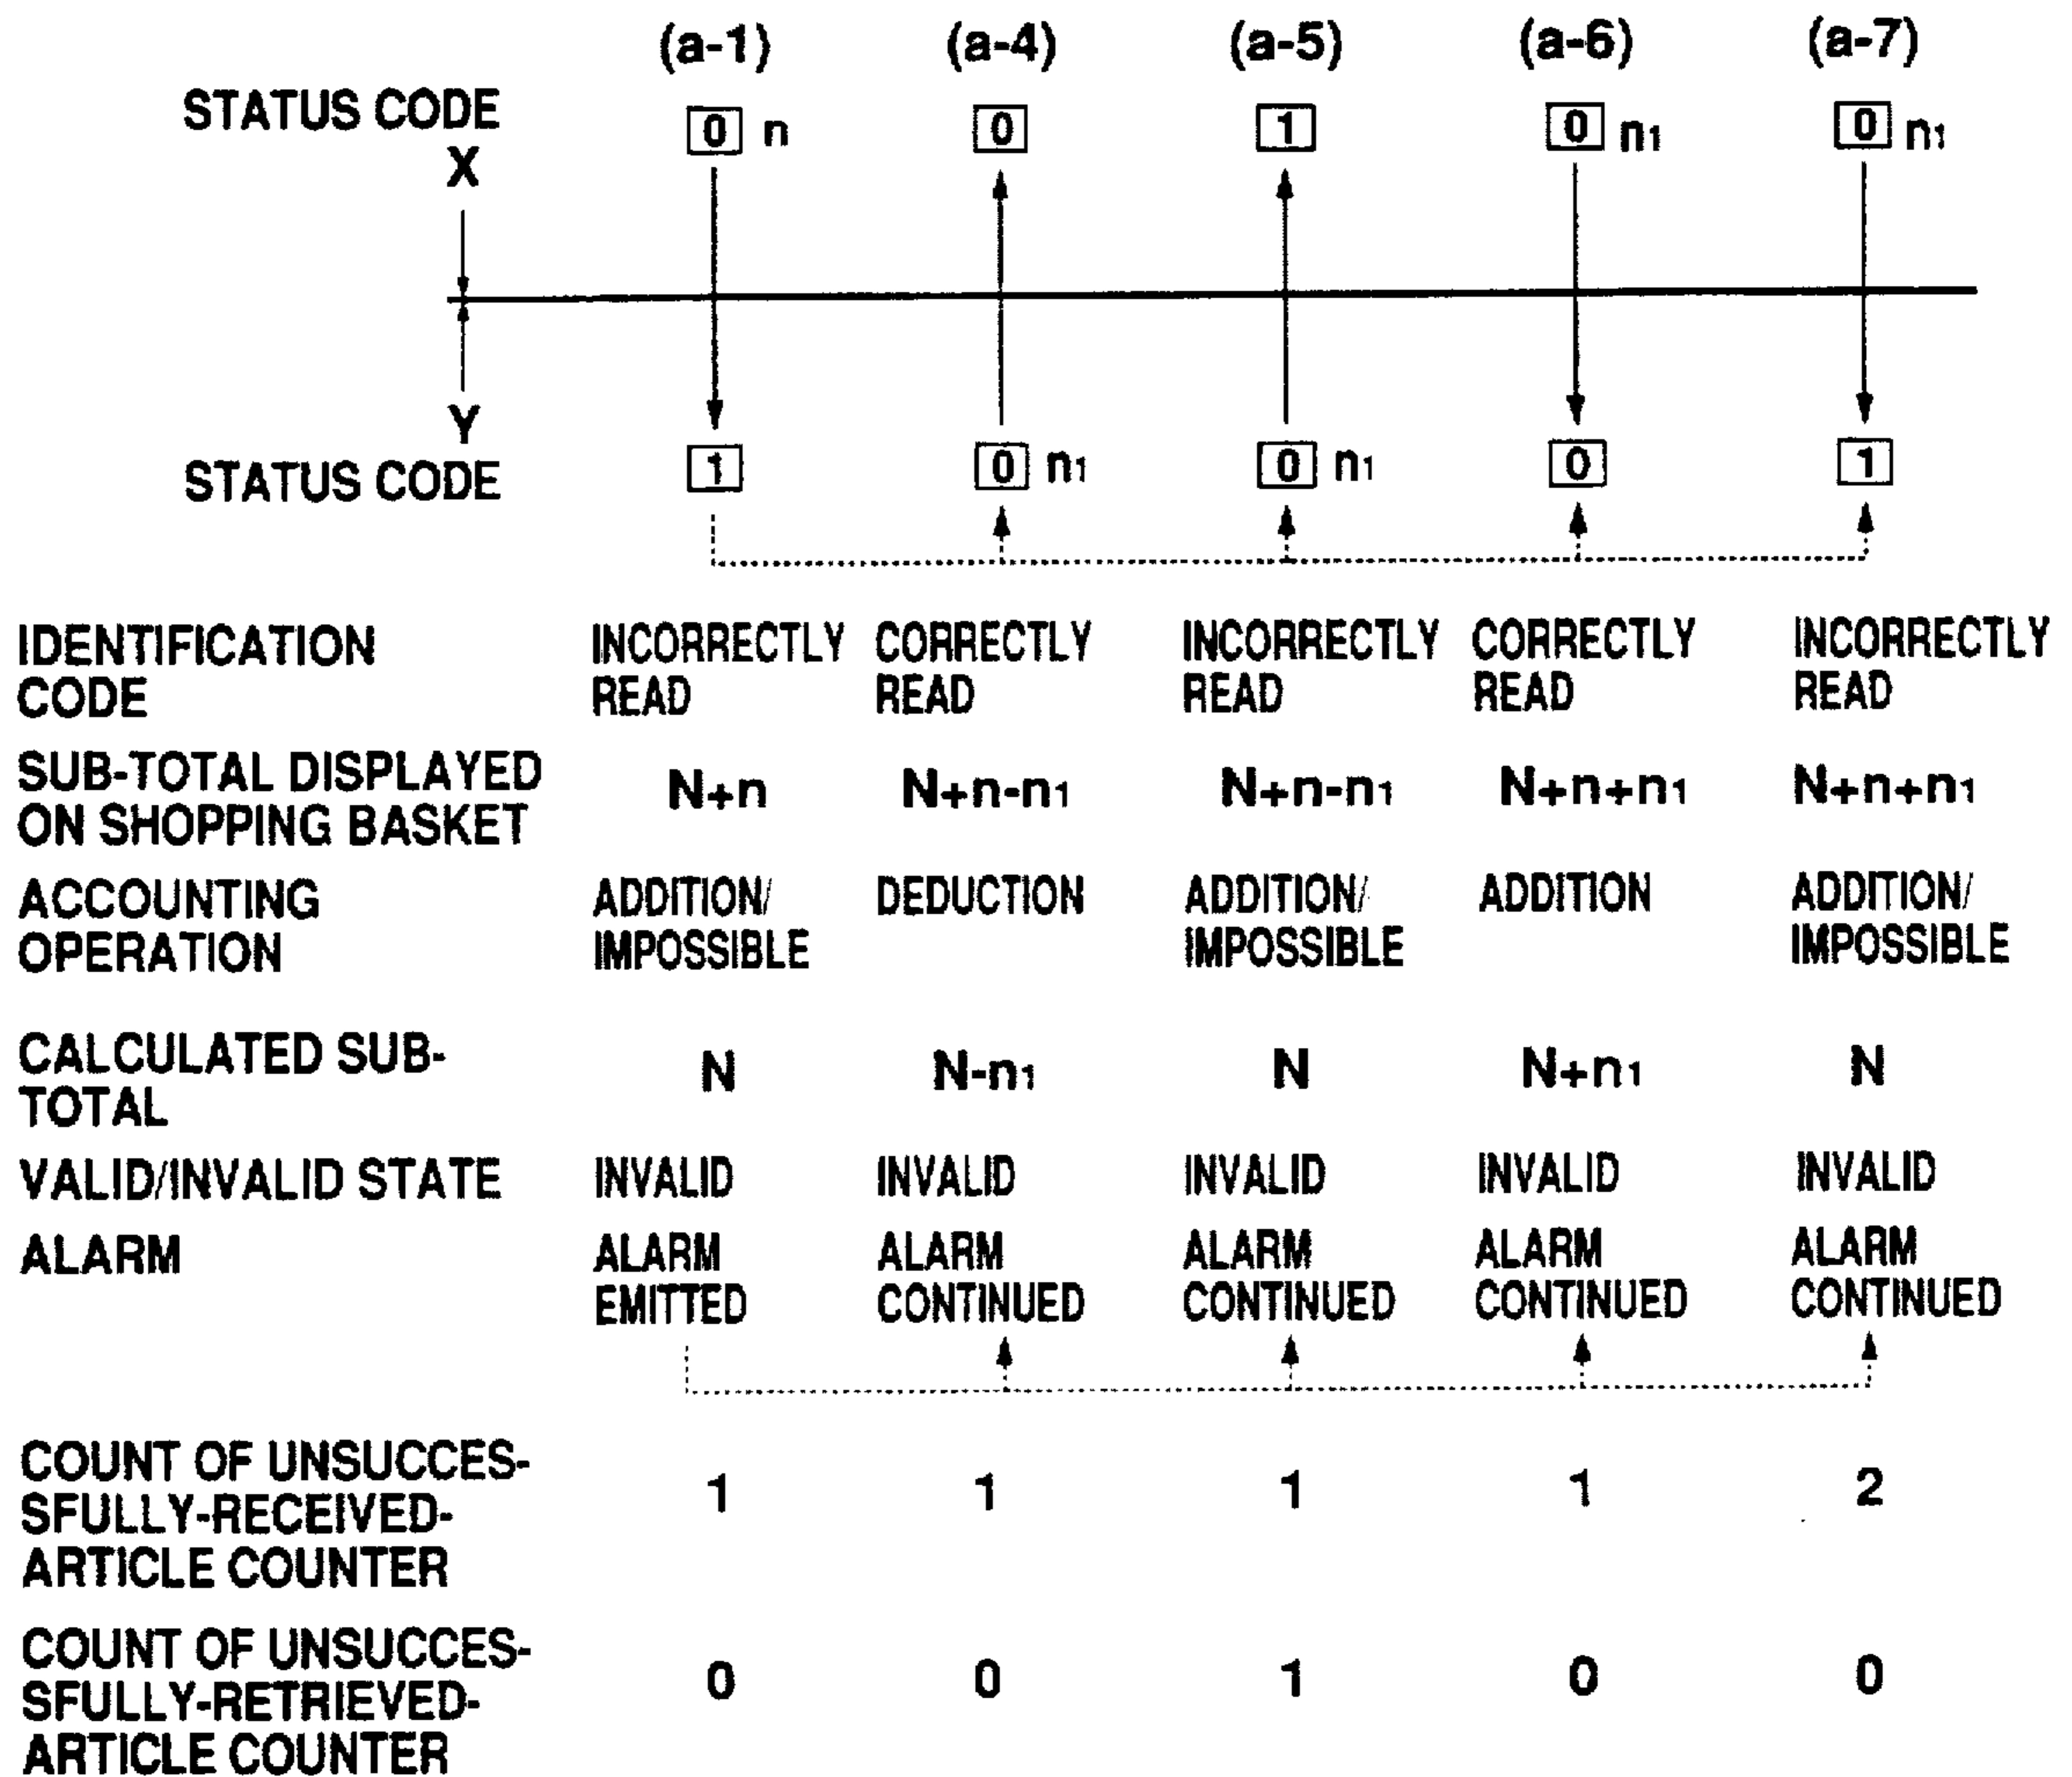 (a-1) (a-4) (a-5) (a-6) (a-7)
STATUS CODE 0 n 0 1 0 n1 0 n1
X
Y
STATUS CODE 1 0 n1 0 n1 0 1
IDENTIFICATION INCORRECTLY CORRECTLY INCORRECTLY CORRECTLY INCORRECTLY
CODE READ READ READ READ READ
SUB-TOTAL DISPLAYED N+n N+n-n1 N+n-n1 N+n+n1 N+n+n1
ON SHOPPING BASKET
ACCOUNTING ADDITION/ DEDUCTION ADDITION/ ADDITION ADDITION/
OPERATION IMPOSSIBLE IMPOSSIBLE IMPOSSIBLE
CALCULATED SUB- N N-n1 N N+n1 N
TOTAL
VALID/INVALID STATE INVALID INVALID INVALID INVALID INVALID
ALARM ALARM ALARM ALARM ALARM ALARM
EMITTED CONTINUED CONTINUED CONTINUED CONTINUED
COUNT OF UNSUCCES- 1 1 1 1 2
SFULLY-RECEIVED-
ARTICLE COUNTER
COUNT OF UNSUCCES- 0 0 1 0 0
SFULLY-RETRIEVED-
ARTICLE COUNTER